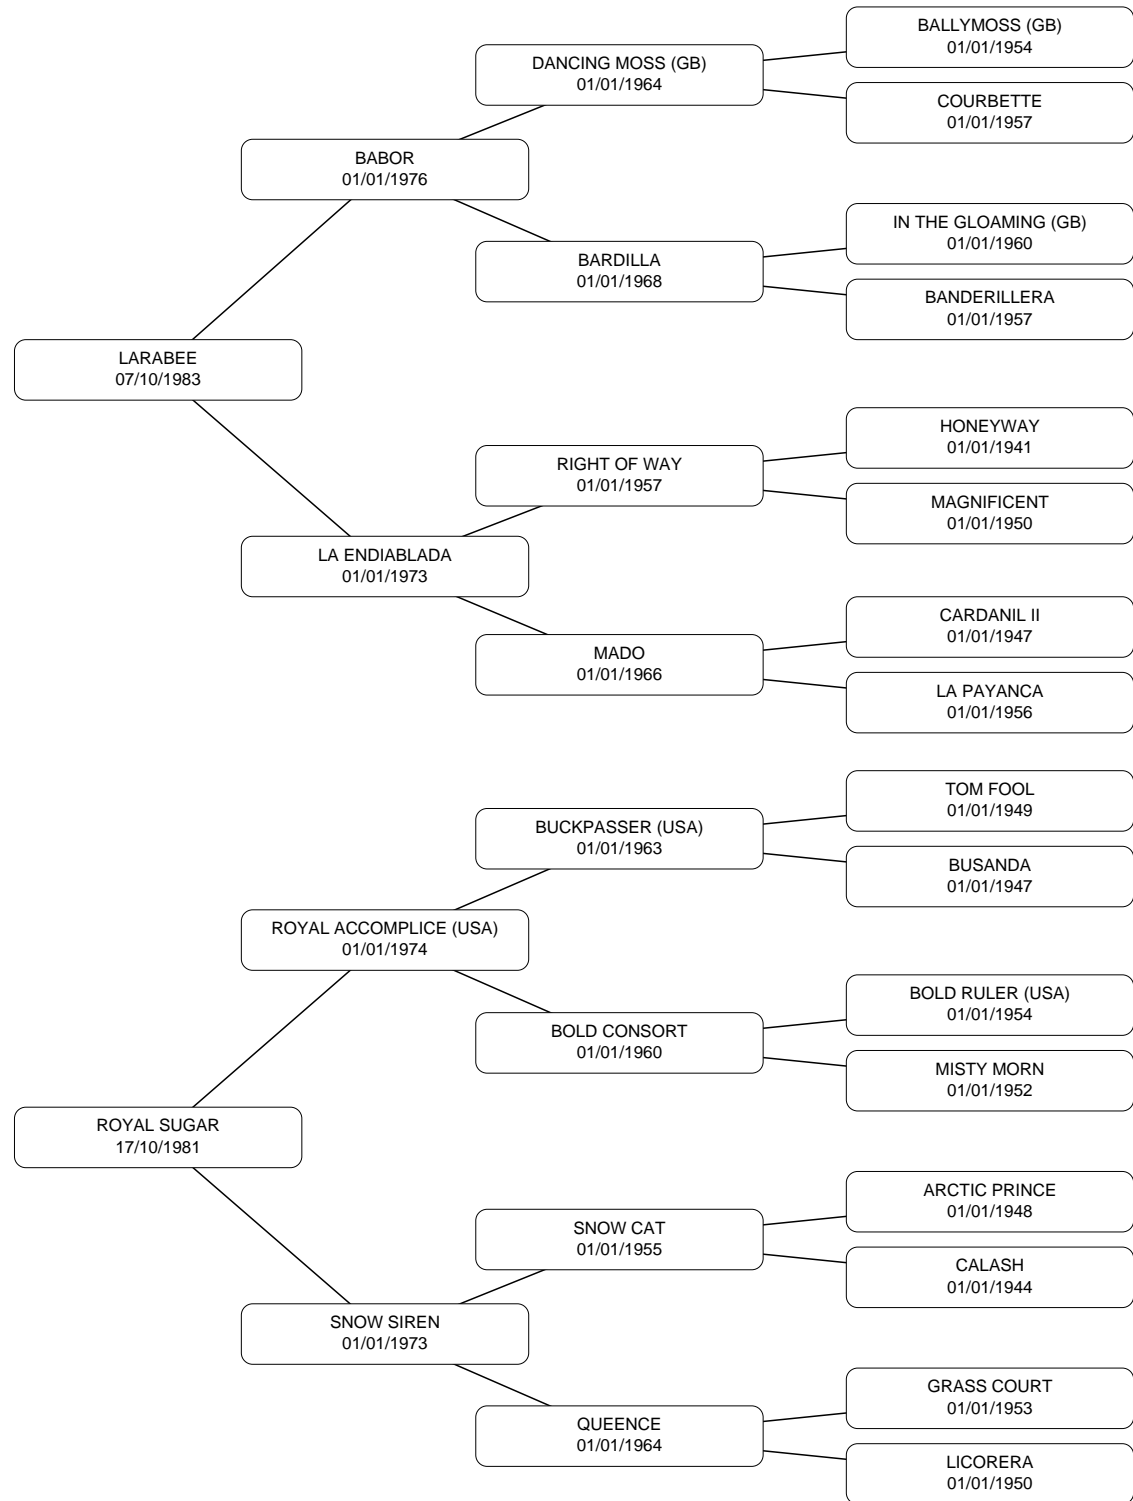 BALLYMOSS (GB)
01/01/1954
DANCING MOSS (GB)
01/01/1964
COURBETTE
01/01/1957
BABOR
01/01/1976
IN THE GLOAMING (GB)
01/01/1960
BARDILLA
01/01/1968
BANDERILLERA
01/01/1957
LARABEE
07/10/1983
HONEYWAY
01/01/1941
RIGHT OF WAY
01/01/1957
MAGNIFICENT
01/01/1950
LA ENDIABLADA
01/01/1973
CARDANIL II
01/01/1947
MADO
01/01/1966
LA PAYANCA
01/01/1956
TOM FOOL
01/01/1949
BUCKPASSER (USA)
01/01/1963
BUSANDA
01/01/1947
ROYAL ACCOMPLICE (USA)
01/01/1974
BOLD RULER (USA)
01/01/1954
BOLD CONSORT
01/01/1960
MISTY MORN
01/01/1952
ROYAL SUGAR
17/10/1981
ARCTIC PRINCE
01/01/1948
SNOW CAT
01/01/1955
CALASH
01/01/1944
SNOW SIREN
01/01/1973
GRASS COURT
01/01/1953
QUEENCE
01/01/1964
LICORERA
01/01/1950